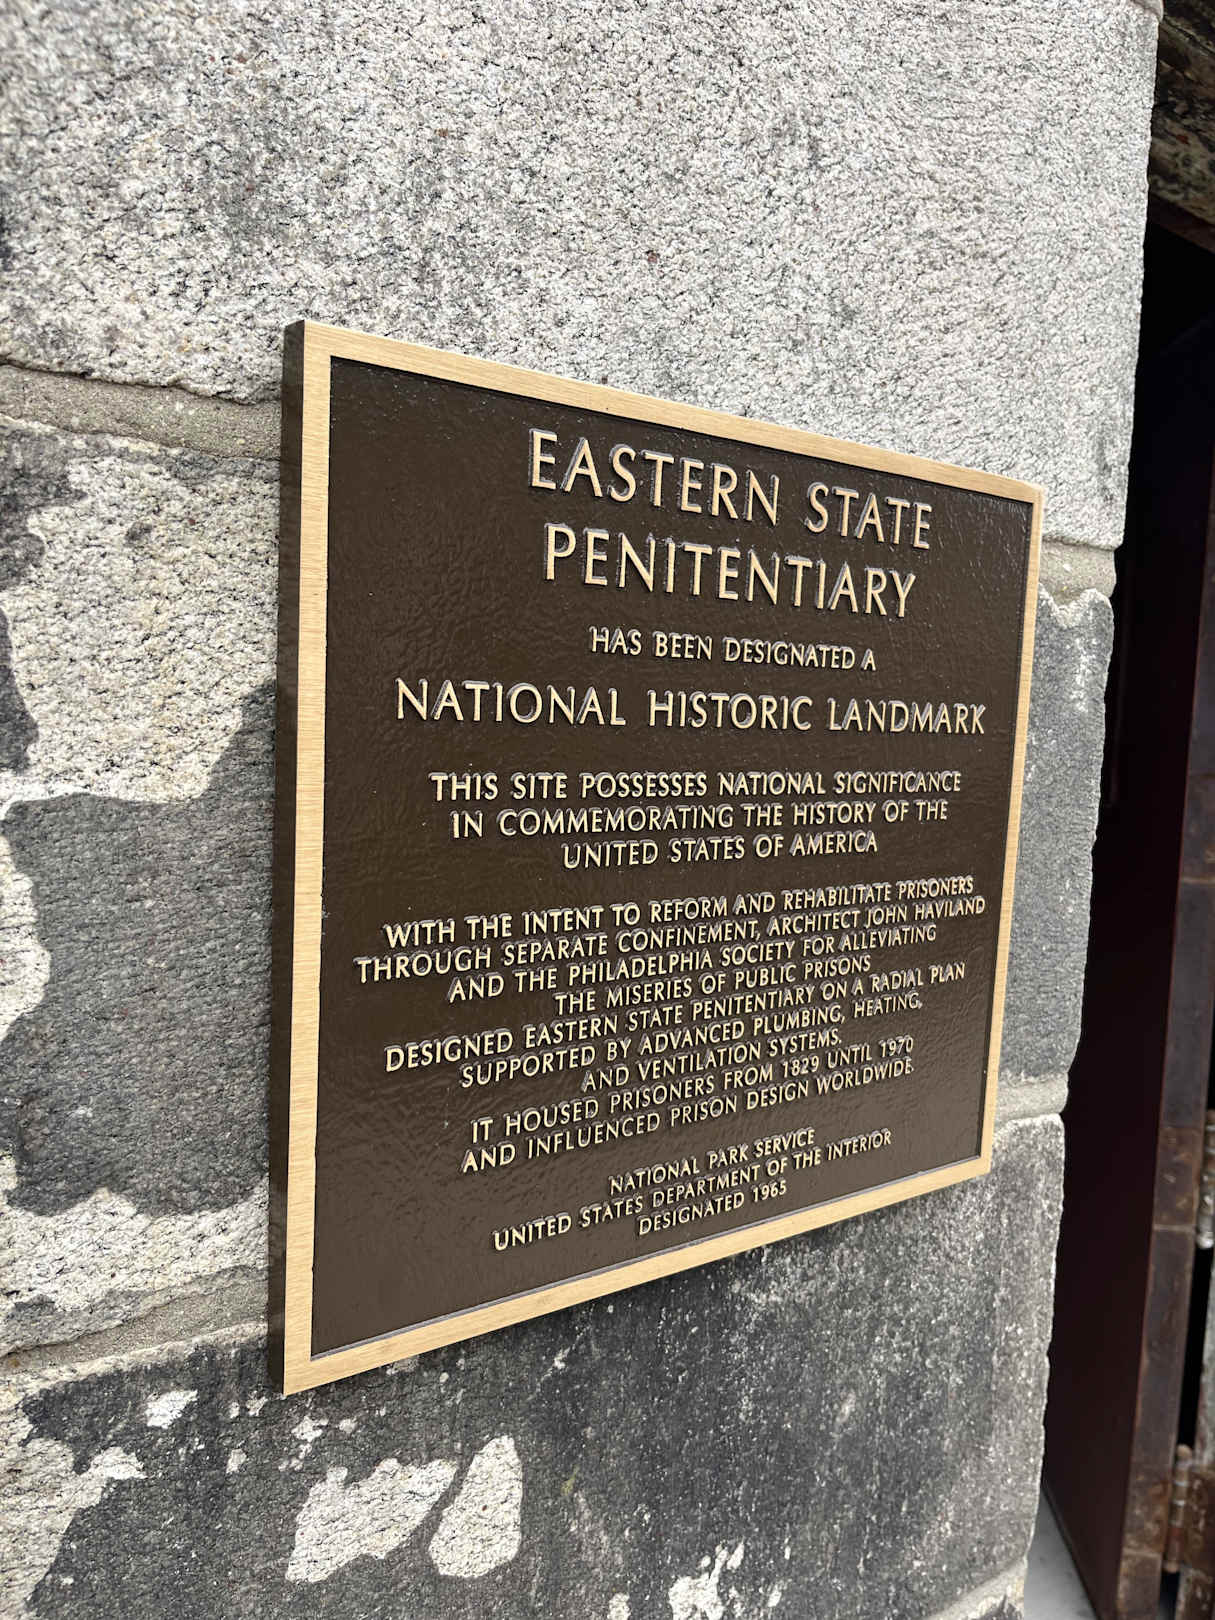 EASTERN STATE
PENITENTIARY
HAS BEEN DESIGNATED A
NATIONAL HISTORIC LANDMARK
THIS SITE POSSESSES NATIONAL SIGNIFICANCE
IN COMMEMORATING THE HISTORY OF THE
UNITED STATES OF AMERICA
WITH THE INTENT TO REFORM AND REHABILITATE PRISONERS
THROUGH SEPARATE CONFINEMENT, ARCHITECT JOHN HAVILAND
AND THE PHILADELPHIA SOCIETY FOR ALLEVIATING
THE MISERIES OF PUBLIC PRISONS
DESIGNED EASTERN STATE PENITENTIARY ON A RADIAL PLAN
SUPPORTED BY ADVANCED PLUMBING, HEATING,
AND VENTILATION SYSTEMS.
IT HOUSED PRISONERS FROM 1829 UNTIL 1970
AND INFLUENCED PRISON DESIGN WORLDWIDE.
NATIONAL PARK SERVICE
UNITED STATES DEPARTMENT OF THE INTERIOR
DESIGNATED 1965